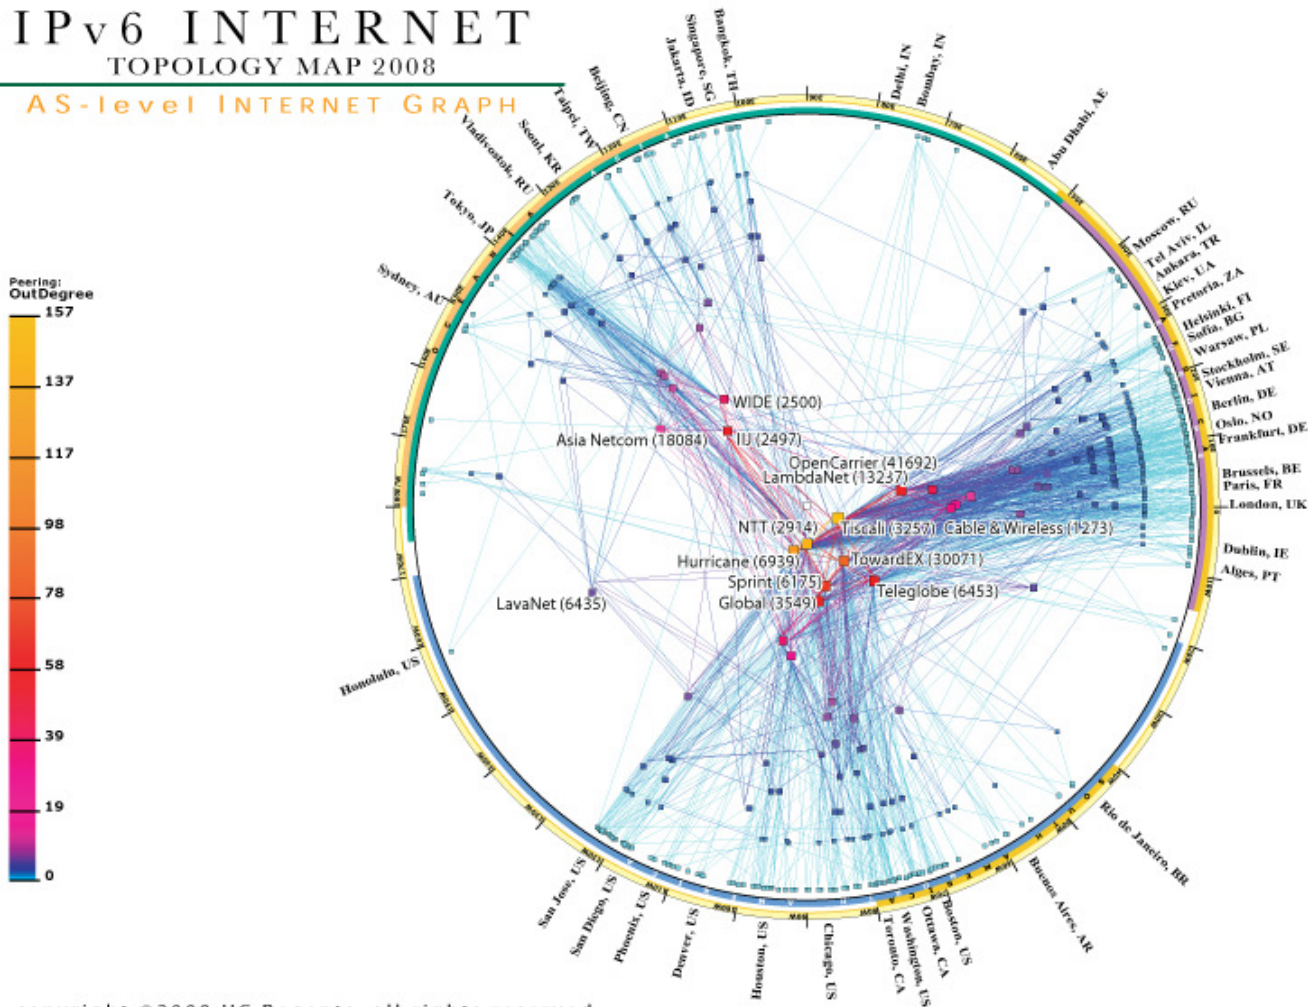 IPv6 INTERNET
TOPOLOGY MAP 2008
AS-level INTERNET GRAPH
Peering:
OutDegree
157
137
117
98
78
58
39
19
0
Bangkok, TH
Singapore, SG
Jakarta, ID
Beijing, CN
Taipei, TW
Seoul, KR
Vladivostok, RU
Tokyo, JP
Sydney, AU
Honolulu, US
Delhi, IN
Bombay, IN
Abu Dhabi, AE
Moscow, RU
Tel Aviv, IL
Ankara, TR
Kiev, UA
Pretoria, ZA
Helsinki, FI
Sofia, BG
Warsaw, PL
Stockholm, SE
Vienna, AT
Berlin, DE
Oslo, NO
Frankfurt, DE
Brussels, BE
Paris, FR
London, UK
Dublin, IE
Alges, PT
WIDE (2500)
Asia Netcom (18084)
IIJ (2497)
OpenCarrier (41692)
LambdaNet (13237)
NTT (2914)
Tiscali (3257)
Cable & Wireless (1273)
Hurricane (6939)
TowardEX (30071)
Sprint (6175)
Teleglobe (6453)
Global (3549)
LavaNet (6435)
San Jose, US
San Diego, US
Phoenix, US
Denver, US
Houston, US
Chicago, US
Toronto, CA
Washington, US
Ottawa, CA
Boston, US
Buenos Aires, AR
Rio de Janeiro, BR